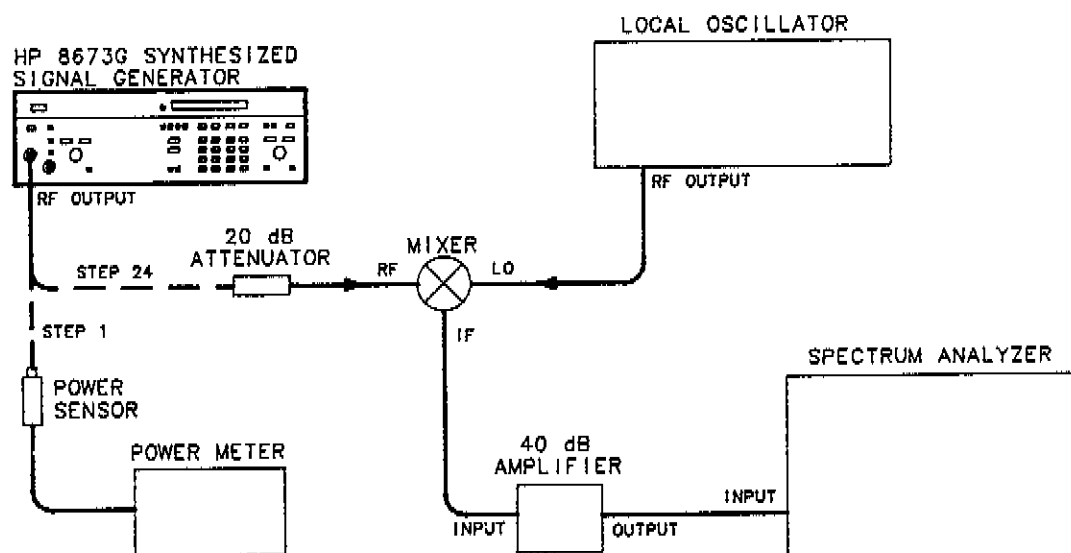 LOCAL OSCILLATOR
HP 8673G SYNTHESIZED
SIGNAL GENERATOR
RF OUTPUT
RF OUTPUT
20 dB
ATTENUATOR
MIXER
STEP 24
RF
LO
STEP 1
IF
SPECTRUM ANALYZER
POWER
SENSOR
POWER METER
40 dB
AMPLIFIER
INPUT
INPUT
OUTPUT